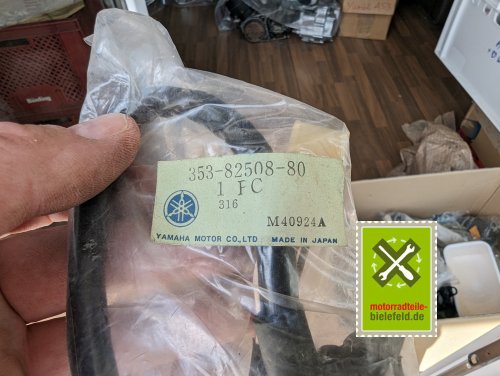 353-82508-80
1 FC
316
M40924A
YAMAHA MOTOR CO.,LTD MADE IN JAPAN
motorradteile-
bielefeld.de